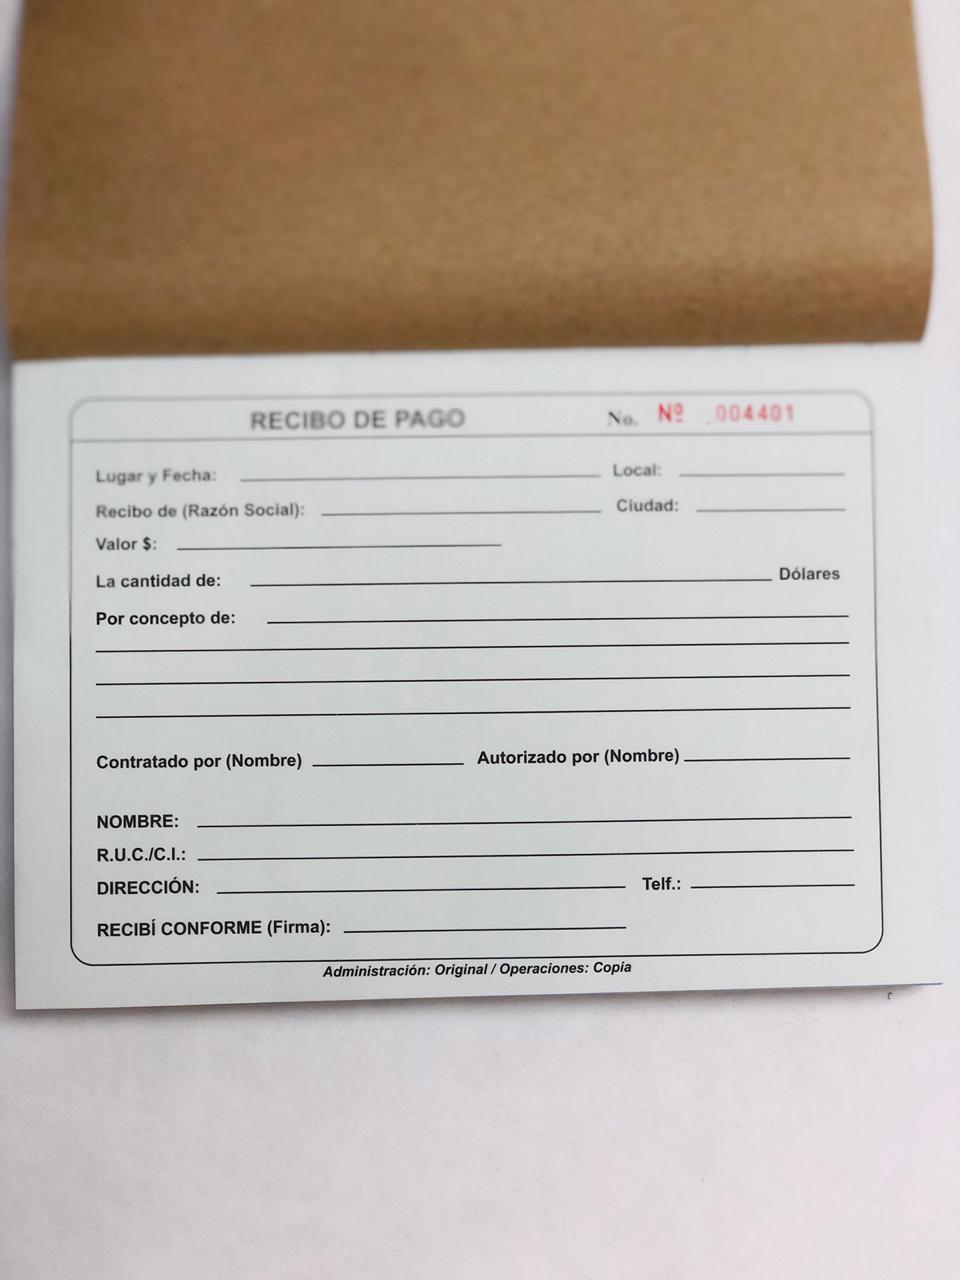 RECIBO DE PAGO No. Nº 004401
Lugar y Fecha: Local:
Recibo de (Razón Social): Ciudad:
Valor $:
La cantidad de: Dólares
Por concepto de:
Contratado por (Nombre) Autorizado por (Nombre)
NOMBRE:
R.U.C./C.I.:
DIRECCIÓN: Telf.:
RECIBÍ CONFORME (Firma):
Administración: Original / Operaciones: Copia